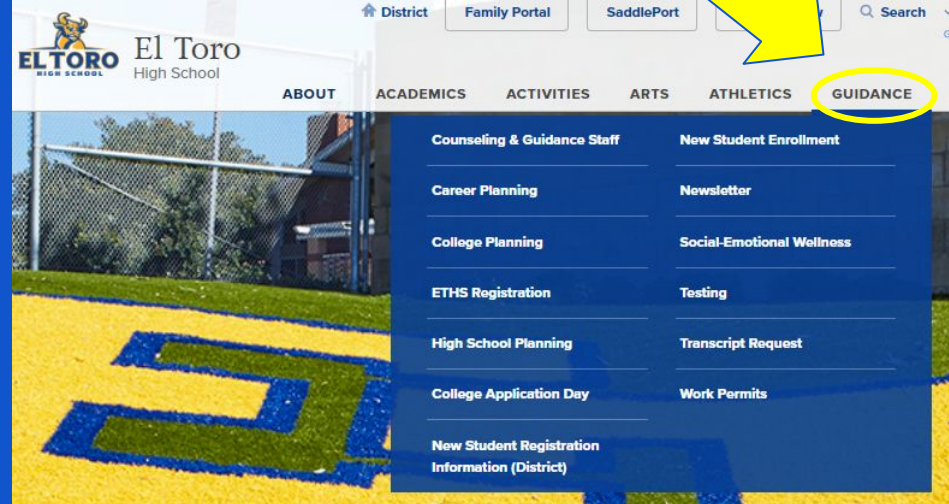 District
Family Portal
SaddlePort
Search
EL TORO
HIGH SCHOOL
El Toro
High School
ABOUT
ACADEMICS
ACTIVITIES
ARTS
ATHLETICS
GUIDANCE
Counseling & Guidance Staff
New Student Enrollment
Career Planning
Newsletter
College Planning
Social-Emotional Wellness
ETHS Registration
Testing
High School Planning
Transcript Request
College Application Day
Work Permits
New Student Registration
Information (District)